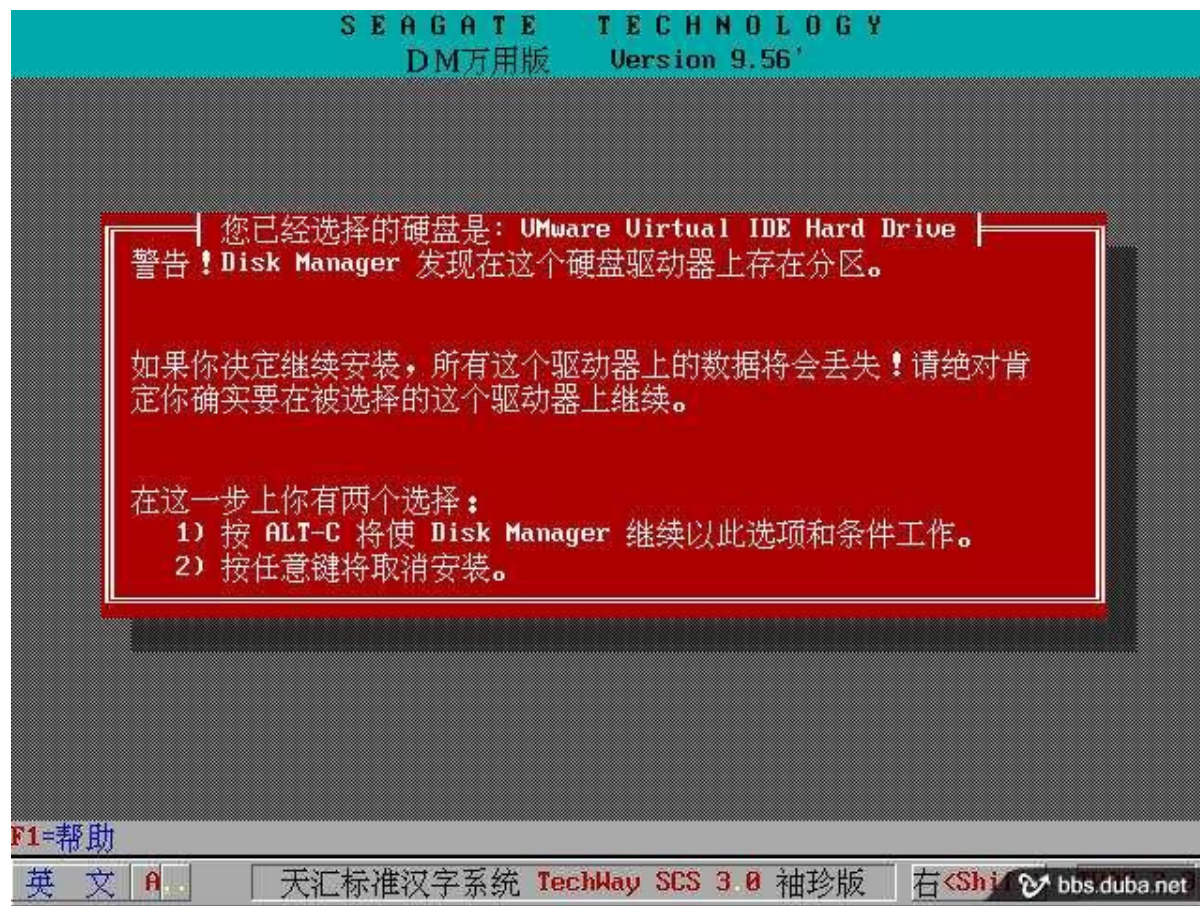 SEAGATE TECHNOLOGY
DM万用版 Version 9.56'
您已经选择的硬盘是: VMware Virtual IDE Hard Drive
警告!Disk Manager 发现在这个硬盘驱动器上存在分区。
如果你决定继续安装,所有这个驱动器上的数据将会丢失!请绝对肯
定你确实要在被选择的这个驱动器上继续。
在这一步上你有两个选择:
1) 按 ALT-C 将使 Disk Manager 继续以此选项和条件工作。
2) 按任意键将取消安装。
F1=帮助
英 文 A.. 天汇标准汉字系统 TechWay SCS 3.0 袖珍版 右<Shi
bbs.duba.net